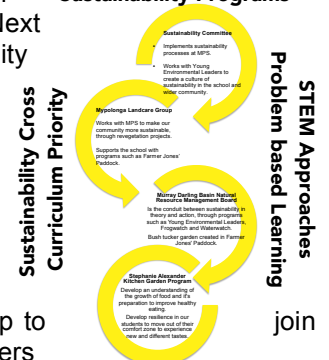 Sustainability Programs
Next
ity
Sustainability Committee
• Implements sustainability
processes at MPS.
• Works with Young
Environmental Leaders to
create a culture of
sustainability in the school and
wider community.
Mypolonga Landcare Group
Works with MPS to make our
community more sustainable,
through revegetation projects.
Supports the school with
programs such as Farmer Jones'
Paddock.
Murray Darling Basin Natural
Resource Management Board
Is the conduit between sustainability in
theory and action, through programs
such as Young Environmental Leaders,
Frogwatch and Waterwatch.
Bush tucker garden created in Farmer
Jones' Paddock.
Stephanie Alexander
Kitchen Garden Program
Develop an understanding of
the growth of food and it's
preparation to improve healthy
eating.
Develop resilience in our
students to move out of their
comfort zone to experience
new and different tastes.
Sustainability Cross
Curriculum Priority
STEM Approaches
Problem based Learning
p to
join
ers